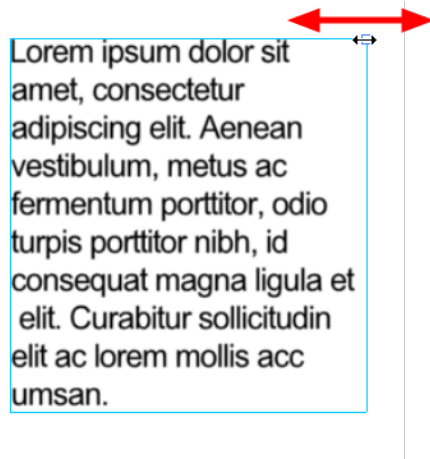 Lorem ipsum dolor sit
amet, consectetur
adipiscing elit. Aenean
vestibulum, metus ac
fermentum porttitor, odio
turpis porttitor nibh, id
consequat magna ligula et
elit. Curabitur sollicitudin
elit ac lorem mollis acc
umsan.